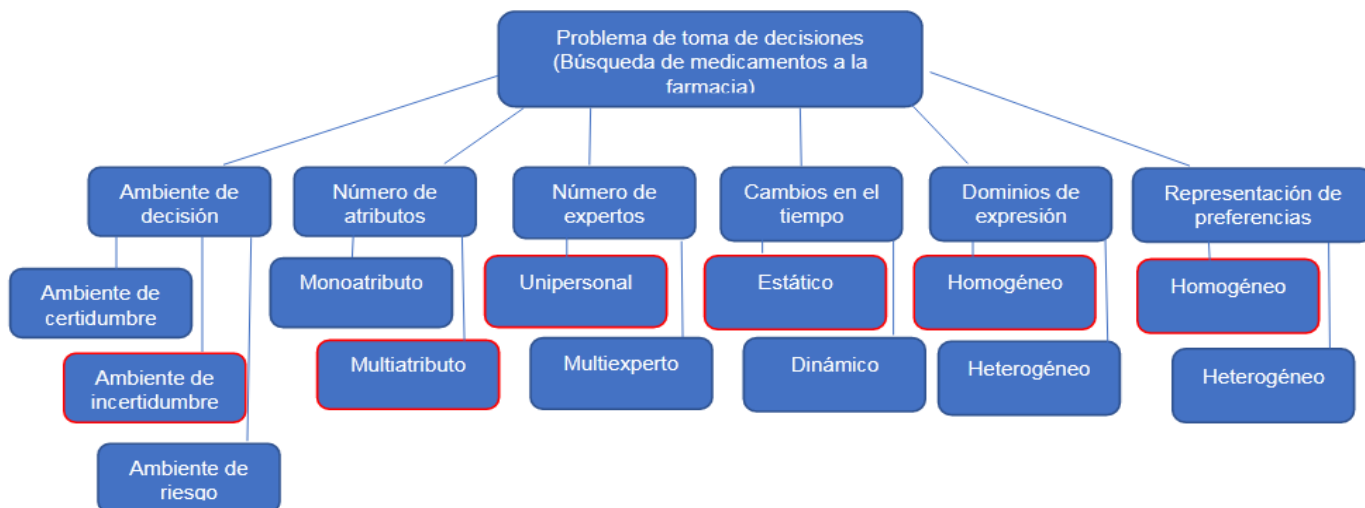 Problema de toma de decisiones
(Búsqueda de medicamentos a la
farmacia)
Ambiente de
decisión
Número de
atributos
Número de
expertos
Cambios en el
tiempo
Dominios de
expresión
Representación de
preferencias
Ambiente de
certidumbre
Monoatributo
Unipersonal
Estático
Homogéneo
Homogéneo
Ambiente de
incertidumbre
Multiatributo
Multiexperto
Dinámico
Heterogéneo
Heterogéneo
Ambiente de
riesgo